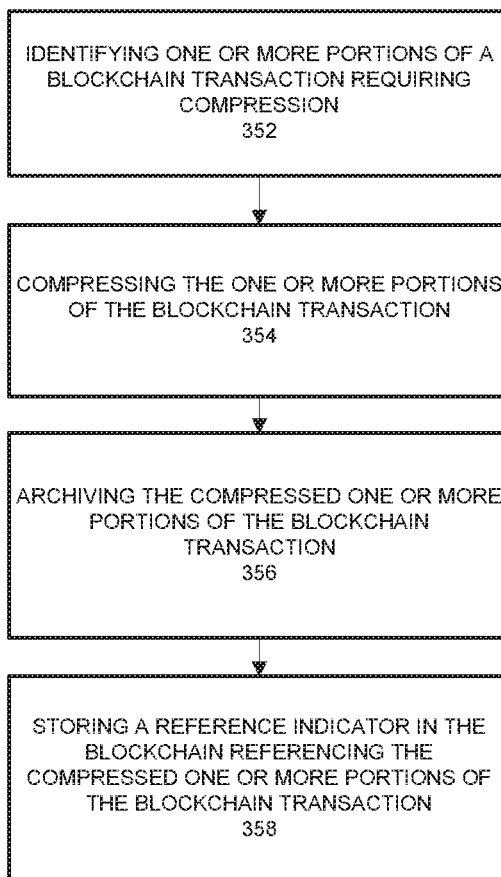 IDENTIFYING ONE OR MORE PORTIONS OF A
BLOCKCHAIN TRANSACTION REQUIRING
COMPRESSION
352
COMPRESSING THE ONE OR MORE PORTIONS
OF THE BLOCKCHAIN TRANSACTION
354
ARCHIVING THE COMPRESSED ONE OR MORE
PORTIONS OF THE BLOCKCHAIN
TRANSACTION
356
STORING A REFERENCE INDICATOR IN THE
BLOCKCHAIN REFERENCING THE
COMPRESSED ONE OR MORE PORTIONS OF
THE BLOCKCHAIN TRANSACTION
358